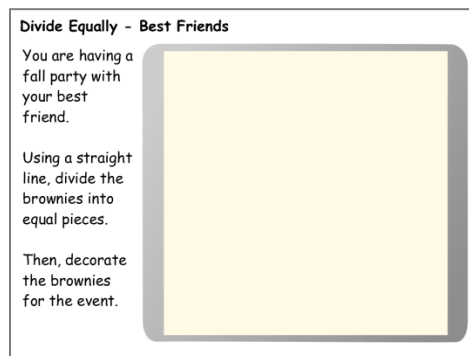 Divide Equally - Best Friends
You are having a
fall party with
your best
friend.
Using a straight
line, divide the
brownies into
equal pieces.
Then, decorate
the brownies
for the event.